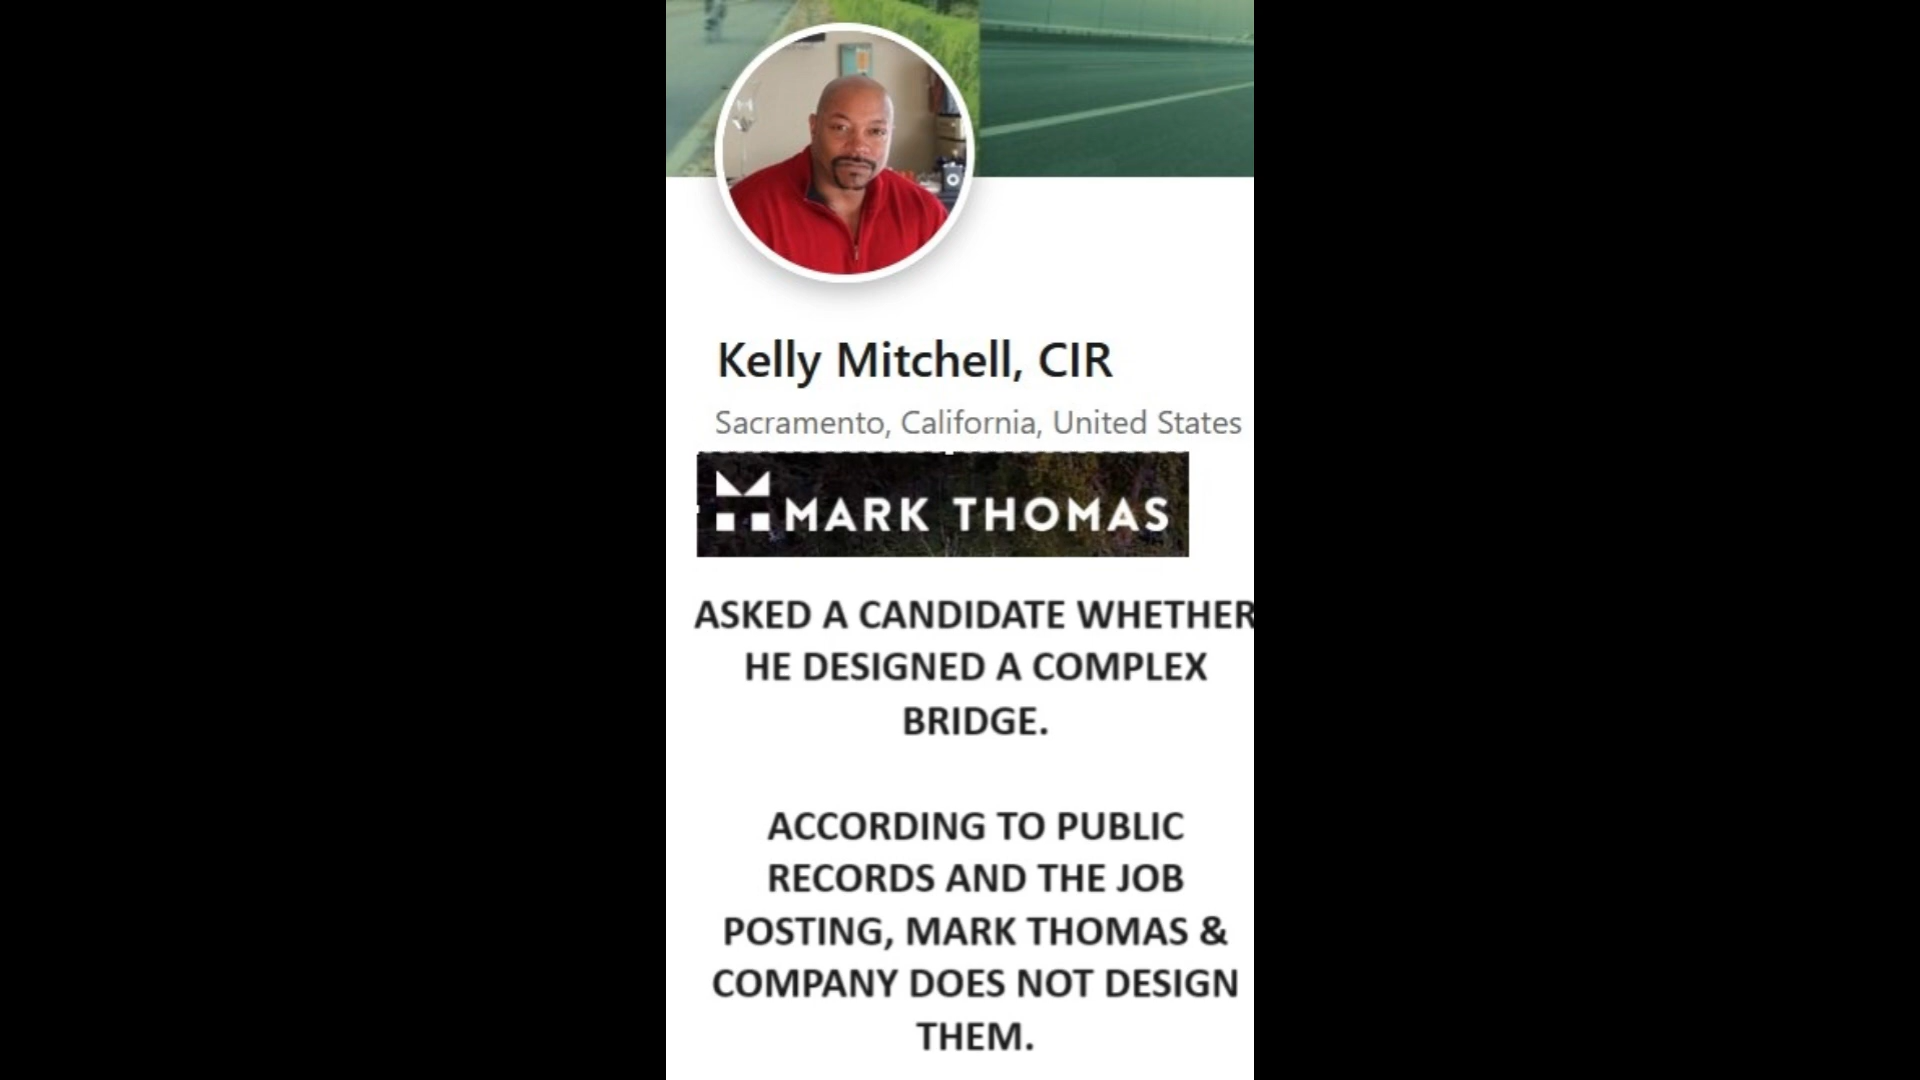 Kelly Mitchell, CIR
Sacramento, California, United States
MARK THOMAS
ASKED A CANDIDATE WHETHER
HE DESIGNED A COMPLEX
BRIDGE.
ACCORDING TO PUBLIC
RECORDS AND THE JOB
POSTING, MARK THOMAS &
COMPANY DOES NOT DESIGN
THEM.